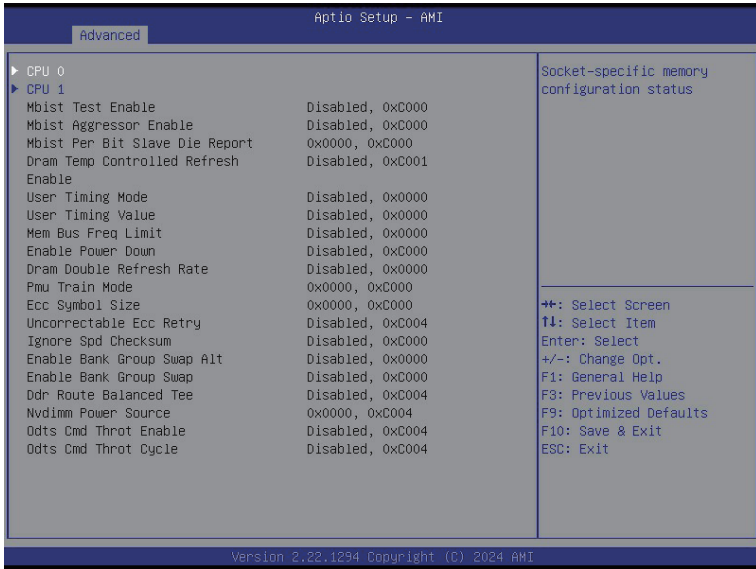 Aptio Setup – AMI
Advanced
▶ CPU 0
▶ CPU 1
Mbist Test Enable Disabled, 0xC000
Mbist Aggressor Enable Disabled, 0xC000
Mbist Per Bit Slave Die Report 0x0000, 0xC000
Dram Temp Controlled Refresh Disabled, 0xC001
Enable
User Timing Mode Disabled, 0x0000
User Timing Value Disabled, 0x0000
Mem Bus Freq Limit Disabled, 0x0000
Enable Power Down Disabled, 0xC000
Dram Double Refresh Rate Disabled, 0x0000
Pmu Train Mode 0x0000, 0xC000
Ecc Symbol Size 0x0000, 0xC000
Uncorrectable Ecc Retry Disabled, 0xC004
Ignore Spd Checksum Disabled, 0xC000
Enable Bank Group Swap Alt Disabled, 0x0000
Enable Bank Group Swap Disabled, 0xC000
Ddr Route Balanced Tee Disabled, 0xC004
Nvdimm Power Source 0x0000, 0xC004
Odts Cmd Throt Enable Disabled, 0xC004
Odts Cmd Throt Cycle Disabled, 0xC004
Socket-specific memory
configuration status
→←: Select Screen
↑↓: Select Item
Enter: Select
+/-: Change Opt.
F1: General Help
F3: Previous Values
F9: Optimized Defaults
F10: Save & Exit
ESC: Exit
Version 2.22.1294 Copyright (C) 2024 AMI